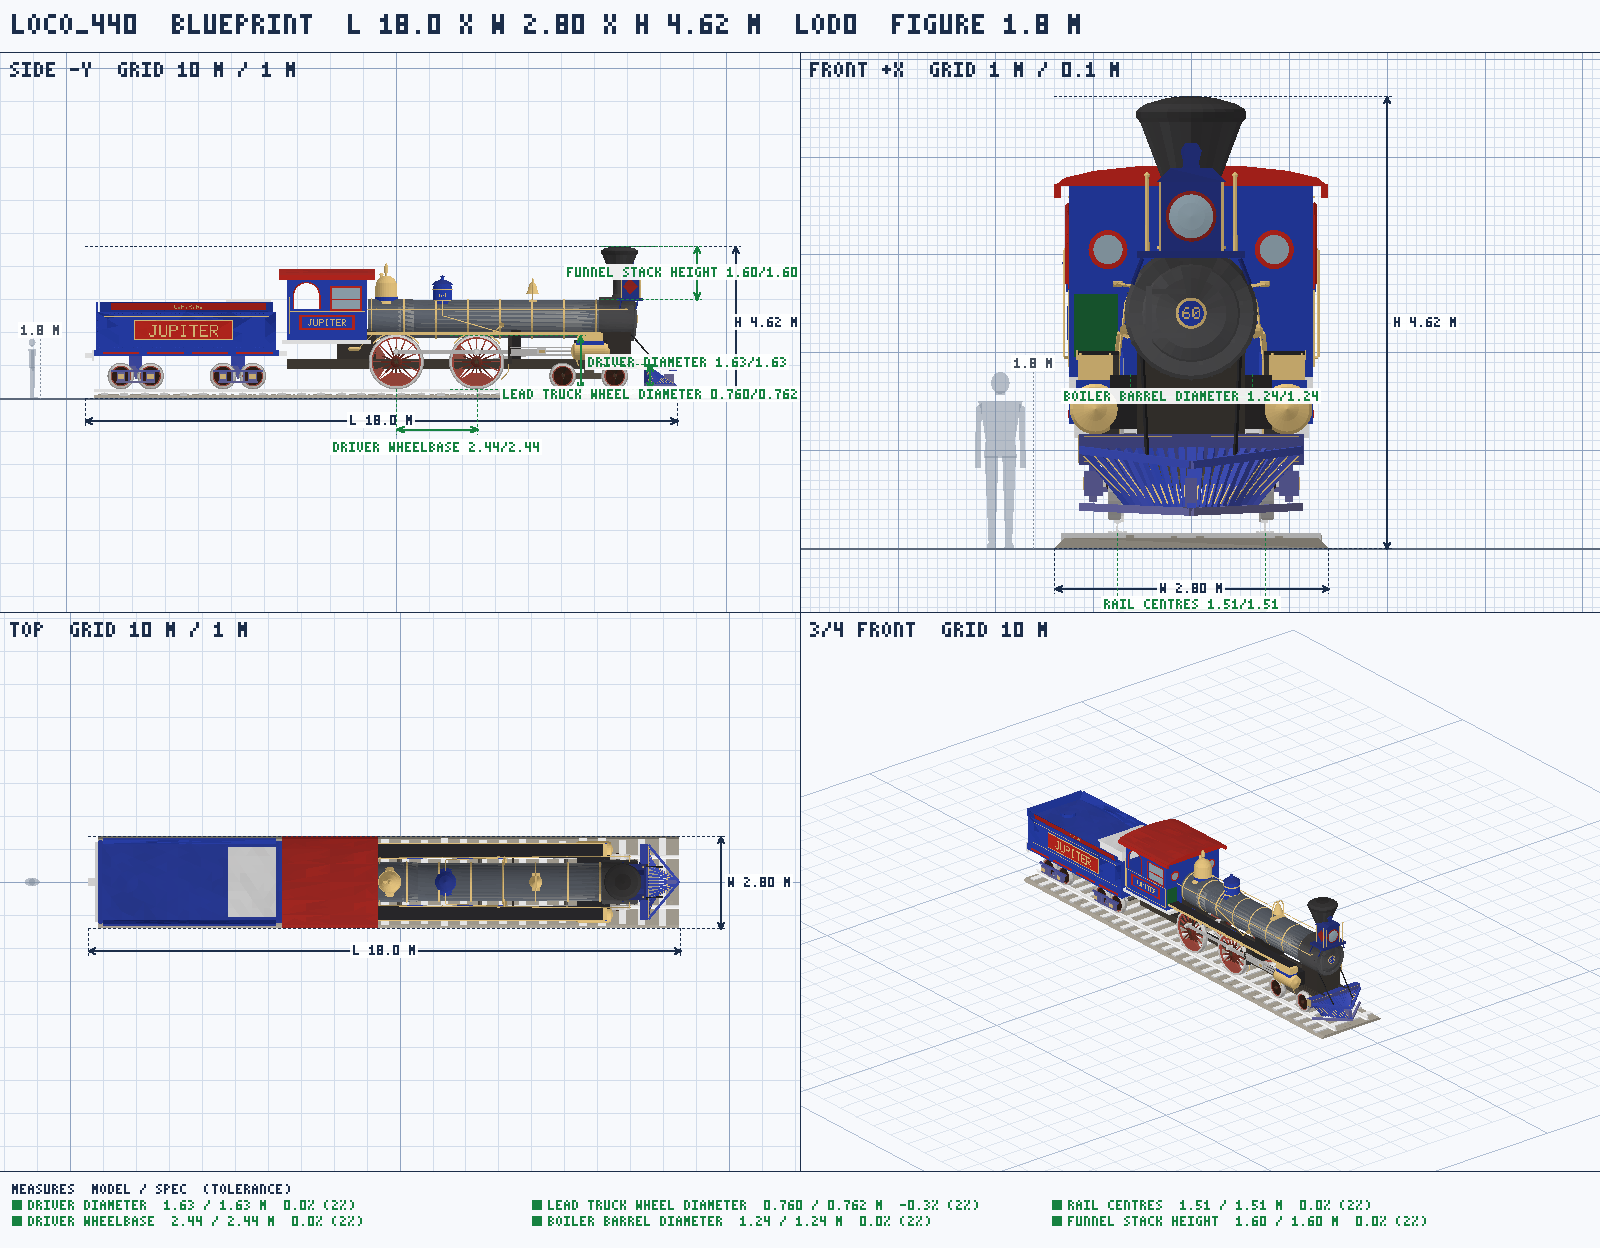 LOCO_440 BLUEPRINT L 18.0 X W 2.80 X H 4.62 M LOD0 FIGURE 1.8 M
SIDE -Y GRID 10 M / 1 M
FUNNEL STACK HEIGHT 1.60/1.60
H 4.62 M
1.8 M
JUPITER
JUPITER
DRIVER DIAMETER 1.63/1.63
LEAD TRUCK WHEEL DIAMETER 0.760/0.762
L 18.0 M
DRIVER WHEELBASE 2.44/2.44
FRONT +X GRID 1 M / 0.1 M
60
H 4.62 M
1.8 M
BOILER BARREL DIAMETER 1.24/1.24
W 2.80 M
RAIL CENTRES 1.51/1.51
TOP GRID 10 M / 1 M
W 2.80 M
L 18.0 M
3/4 FRONT GRID 10 M
JUPITER
JUPITER
MEASURES MODEL / SPEC (TOLERANCE)
DRIVER DIAMETER 1.63 / 1.63 M 0.0% (2%)
LEAD TRUCK WHEEL DIAMETER 0.760 / 0.762 M -0.3% (2%)
RAIL CENTRES 1.51 / 1.51 M 0.0% (2%)
DRIVER WHEELBASE 2.44 / 2.44 M 0.0% (2%)
BOILER BARREL DIAMETER 1.24 / 1.24 M 0.0% (2%)
FUNNEL STACK HEIGHT 1.60 / 1.60 M 0.0% (2%)